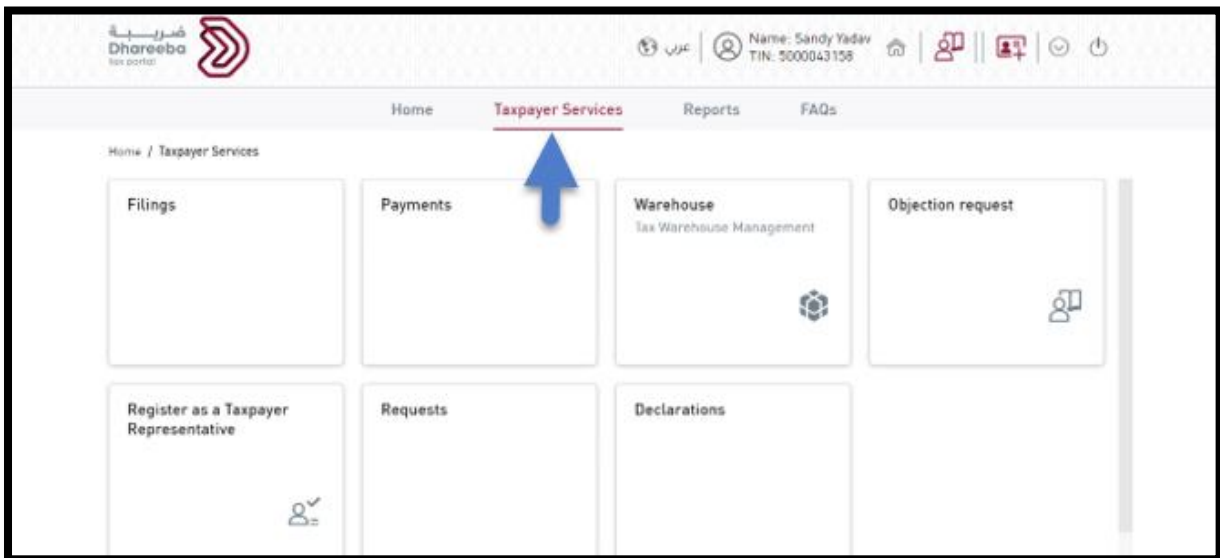 ضريبة
Dhareeba
tax portal
عربي
Name: Sandy Yadav
TIN: 5000043158
Home
Taxpayer Services
Reports
FAQs
Home / Taxpayer Services
Filings
Payments
Warehouse
Tax Warehouse Management
Objection request
Register as a Taxpayer
Representative
Requests
Declarations